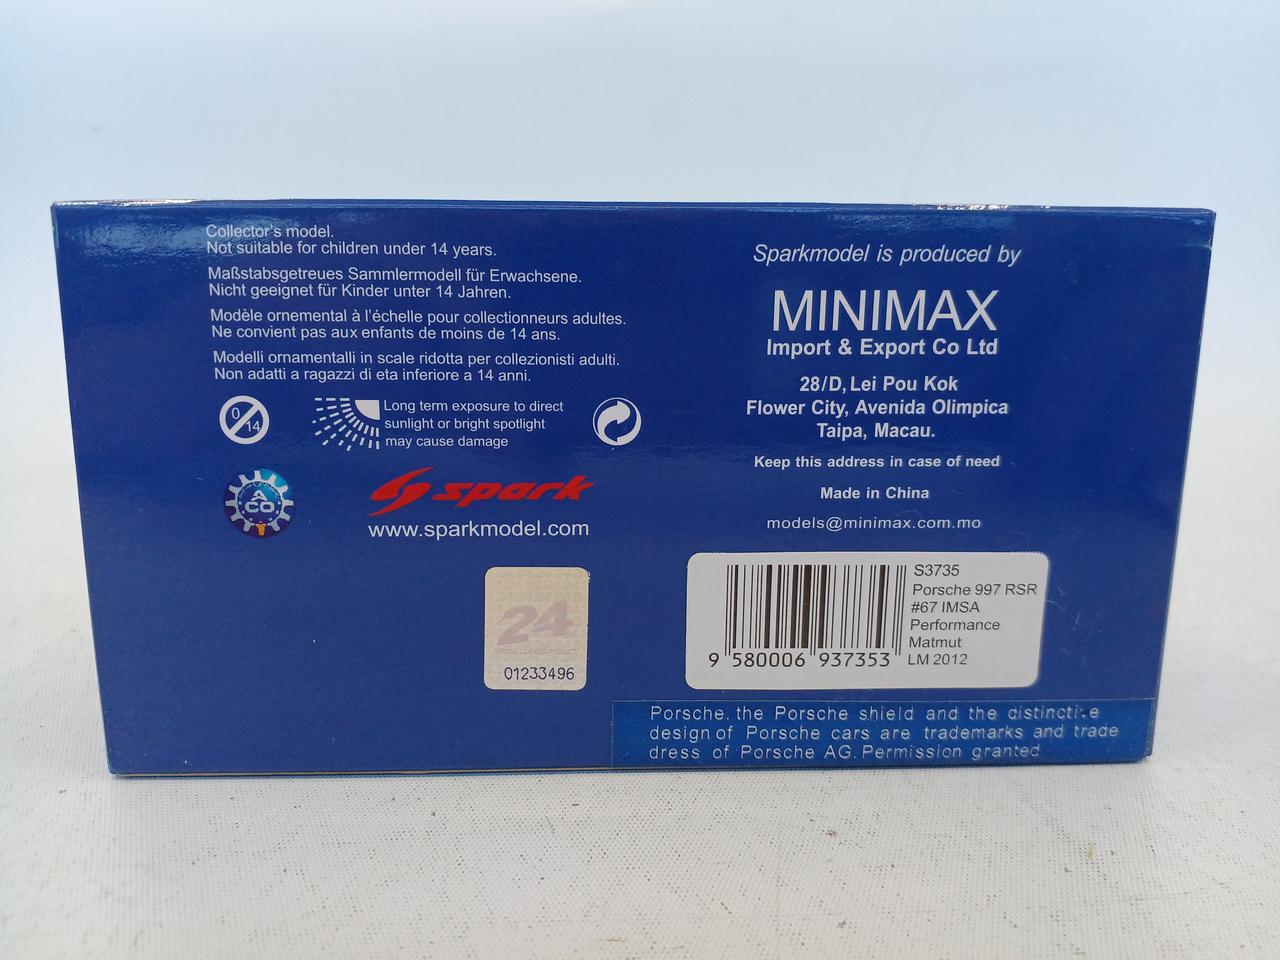 Collector's model.
Not suitable for children under 14 years.
Maßstabsgetreues Sammlermodell für Erwachsene.
Nicht geeignet für Kinder unter 14 Jahren.
Modèle ornemental à l'échelle pour collectionneurs adultes.
Ne convient pas aux enfants de moins de 14 ans.
Modelli ornamentalli in scale ridotta per collezionisti adulti.
Non adatti a ragazzi di eta inferiore a 14 anni.
0
14
Long term exposure to direct
sunlight or bright spotlight
may cause damage
ACO
spark
www.sparkmodel.com
24
OFFICIAL LICENSED PRODUCT
01233496
Sparkmodel is produced by
MINIMAX
Import & Export Co Ltd
28/D, Lei Pou Kok
Flower City, Avenida Olimpica
Taipa, Macau.
Keep this address in case of need
Made in China
models@minimax.com.mo
S3735
Porsche 997 RSR
#67 IMSA
Performance
Matmut
LM 2012
9 580006 937353
Porsche, the Porsche shield and the distinctive
design of Porsche cars are trademarks and trade
dress of Porsche AG. Permission granted